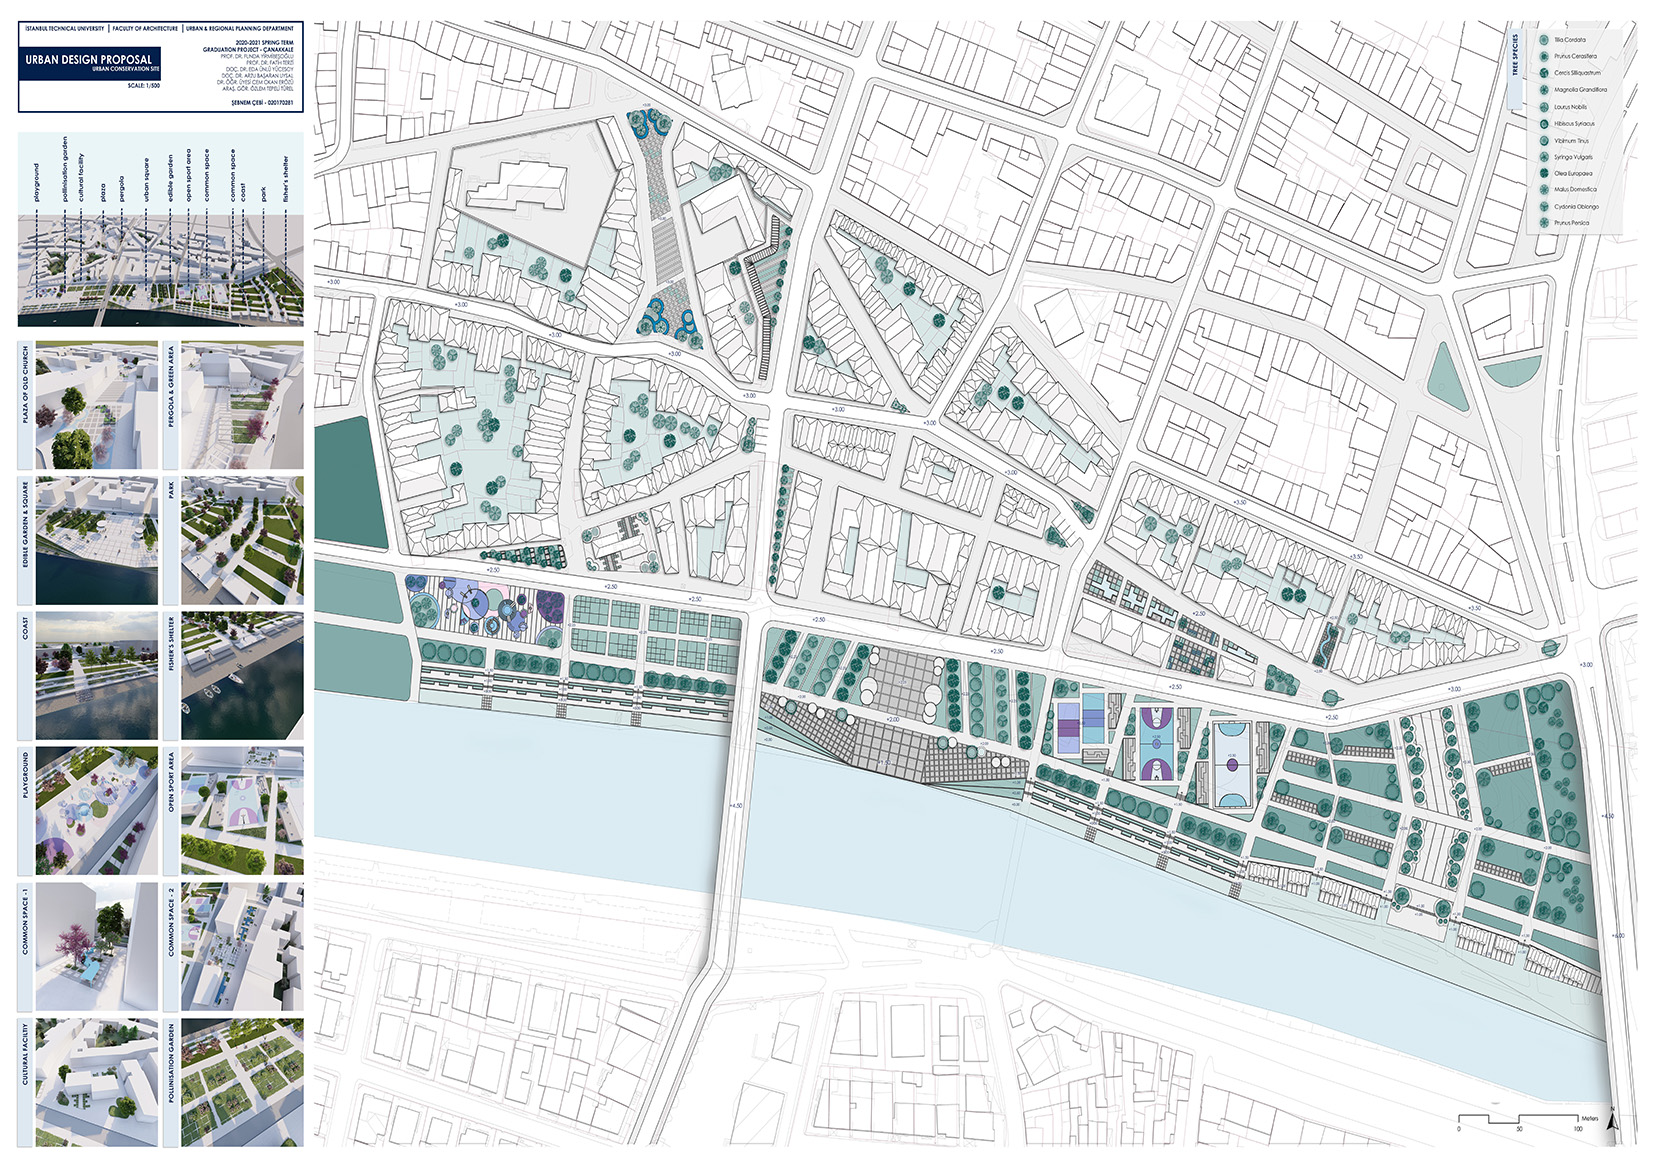 İSTANBUL TECHNICAL UNIVERSITY | FACULTY OF ARCHITECTURE | URBAN & REGIONAL PLANNING DEPARTMENT
2020-2021 SPRING TERM
GRADUATION PROJECT - ÇANAKKALE
PROF. DR. FUNDA YİRMİBEŞOĞLU
PROF. DR. FATİH TERZİ
DOÇ. DR. EDA ÜNLÜ YÜCESOY
DOÇ. DR. ARZU BAŞARAN UYSAL
DR. ÖĞR. ÜYESİ CEM OKAN ERÖZÜ
ARAŞ. GÖR. ÖZLEM TEPELİ TÜREL
ŞEBNEM ÇEBİ - 020170281
URBAN DESIGN PROPOSAL
URBAN CONSERVATION SITE
SCALE: 1/500
playground
pollinisation garden
cultural facility
plaza
pergola
urban square
edible garden
open sport area
common space
common space
coast
park
fisher's shelter
PLAZA OF OLD CHURCH
PERGOLA & GREEN AREA
EDIBLE GARDEN & SQUARE
PARK
COAST
FISHER'S SHELTER
PLAYGROUND
OPEN SPORT AREA
COMMON SPACE - 1
COMMON SPACE - 2
CULTURAL FACILITIY
POLLINISATION GARDEN
TREE SPECIES
Tilia Cordata
Prunus Cerasifera
Cercis Siliquastrum
Magnolia Grandiflora
Laurus Nobilis
Hibiscus Syriacus
Viburnum Tinus
Syringa Vulgaris
Olea Europaea
Malus Domestica
Cydonia Oblonga
Prunus Persica
+3.00
+3.00
+3.00
+3.00
+3.00
+3.00
+3.00
+3.00
+3.50
+3.50
+3.50
+2.50
+2.50
+2.50
+2.50
+2.50
+2.50
+2.50
+3.00
+3.00
+2.00
+4.50
+4.50
+6.00
N
Meters
0 50 100